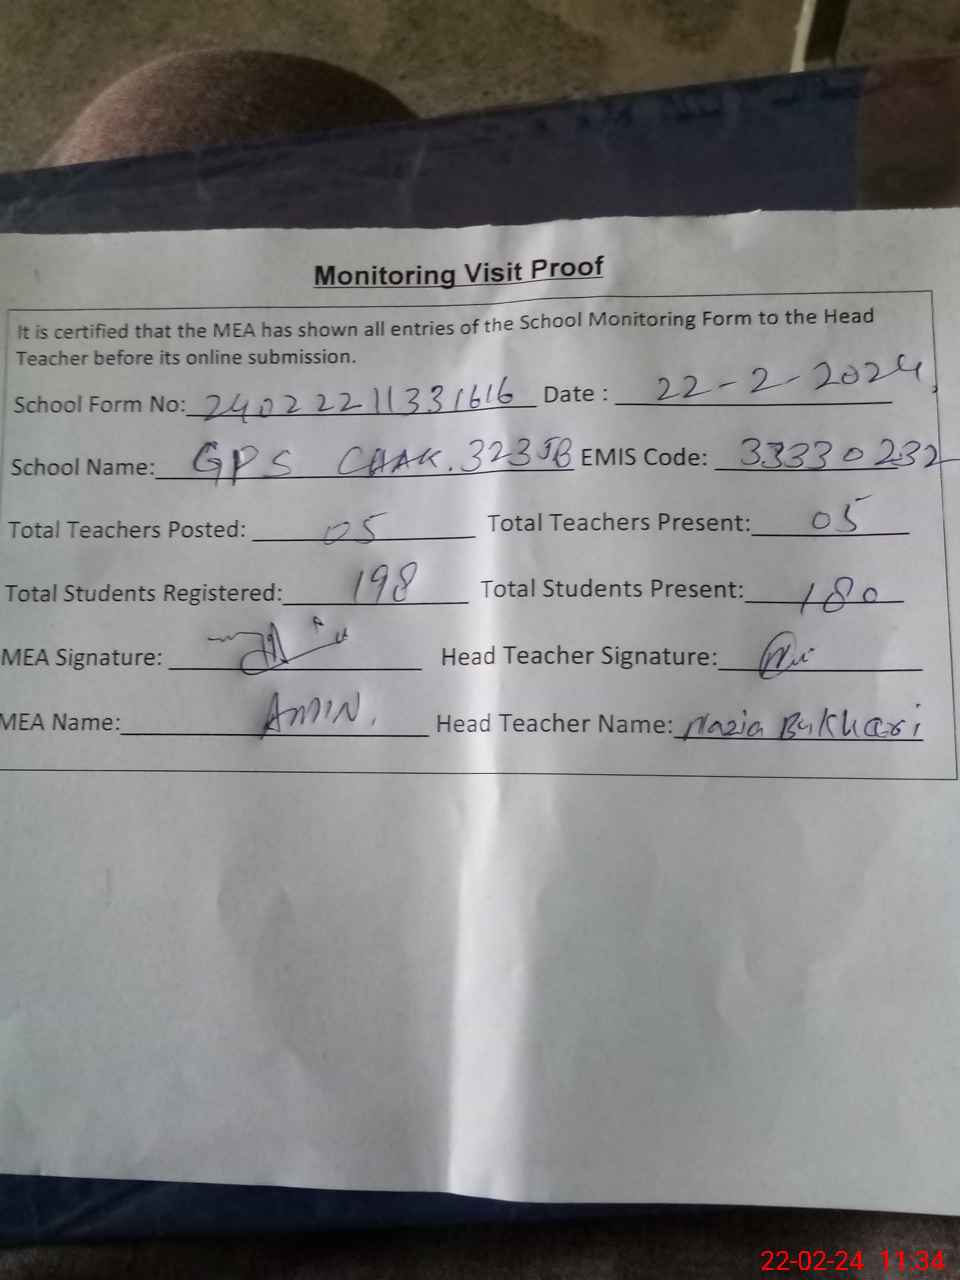 Monitoring Visit Proof
It is certified that the MEA has shown all entries of the School Monitoring Form to the Head
Teacher before its online submission.
School Form No: 24022211331616 Date : 22-2-2024
School Name: GPS CHAK. 323JB EMIS Code: 33330232
Total Teachers Posted: 05 Total Teachers Present: 05
Total Students Registered: 198 Total Students Present: 180
MEA Signature: Head Teacher Signature:
MEA Name: AMIN. Head Teacher Name: Nazia Bukhari
22-02-24 11:34